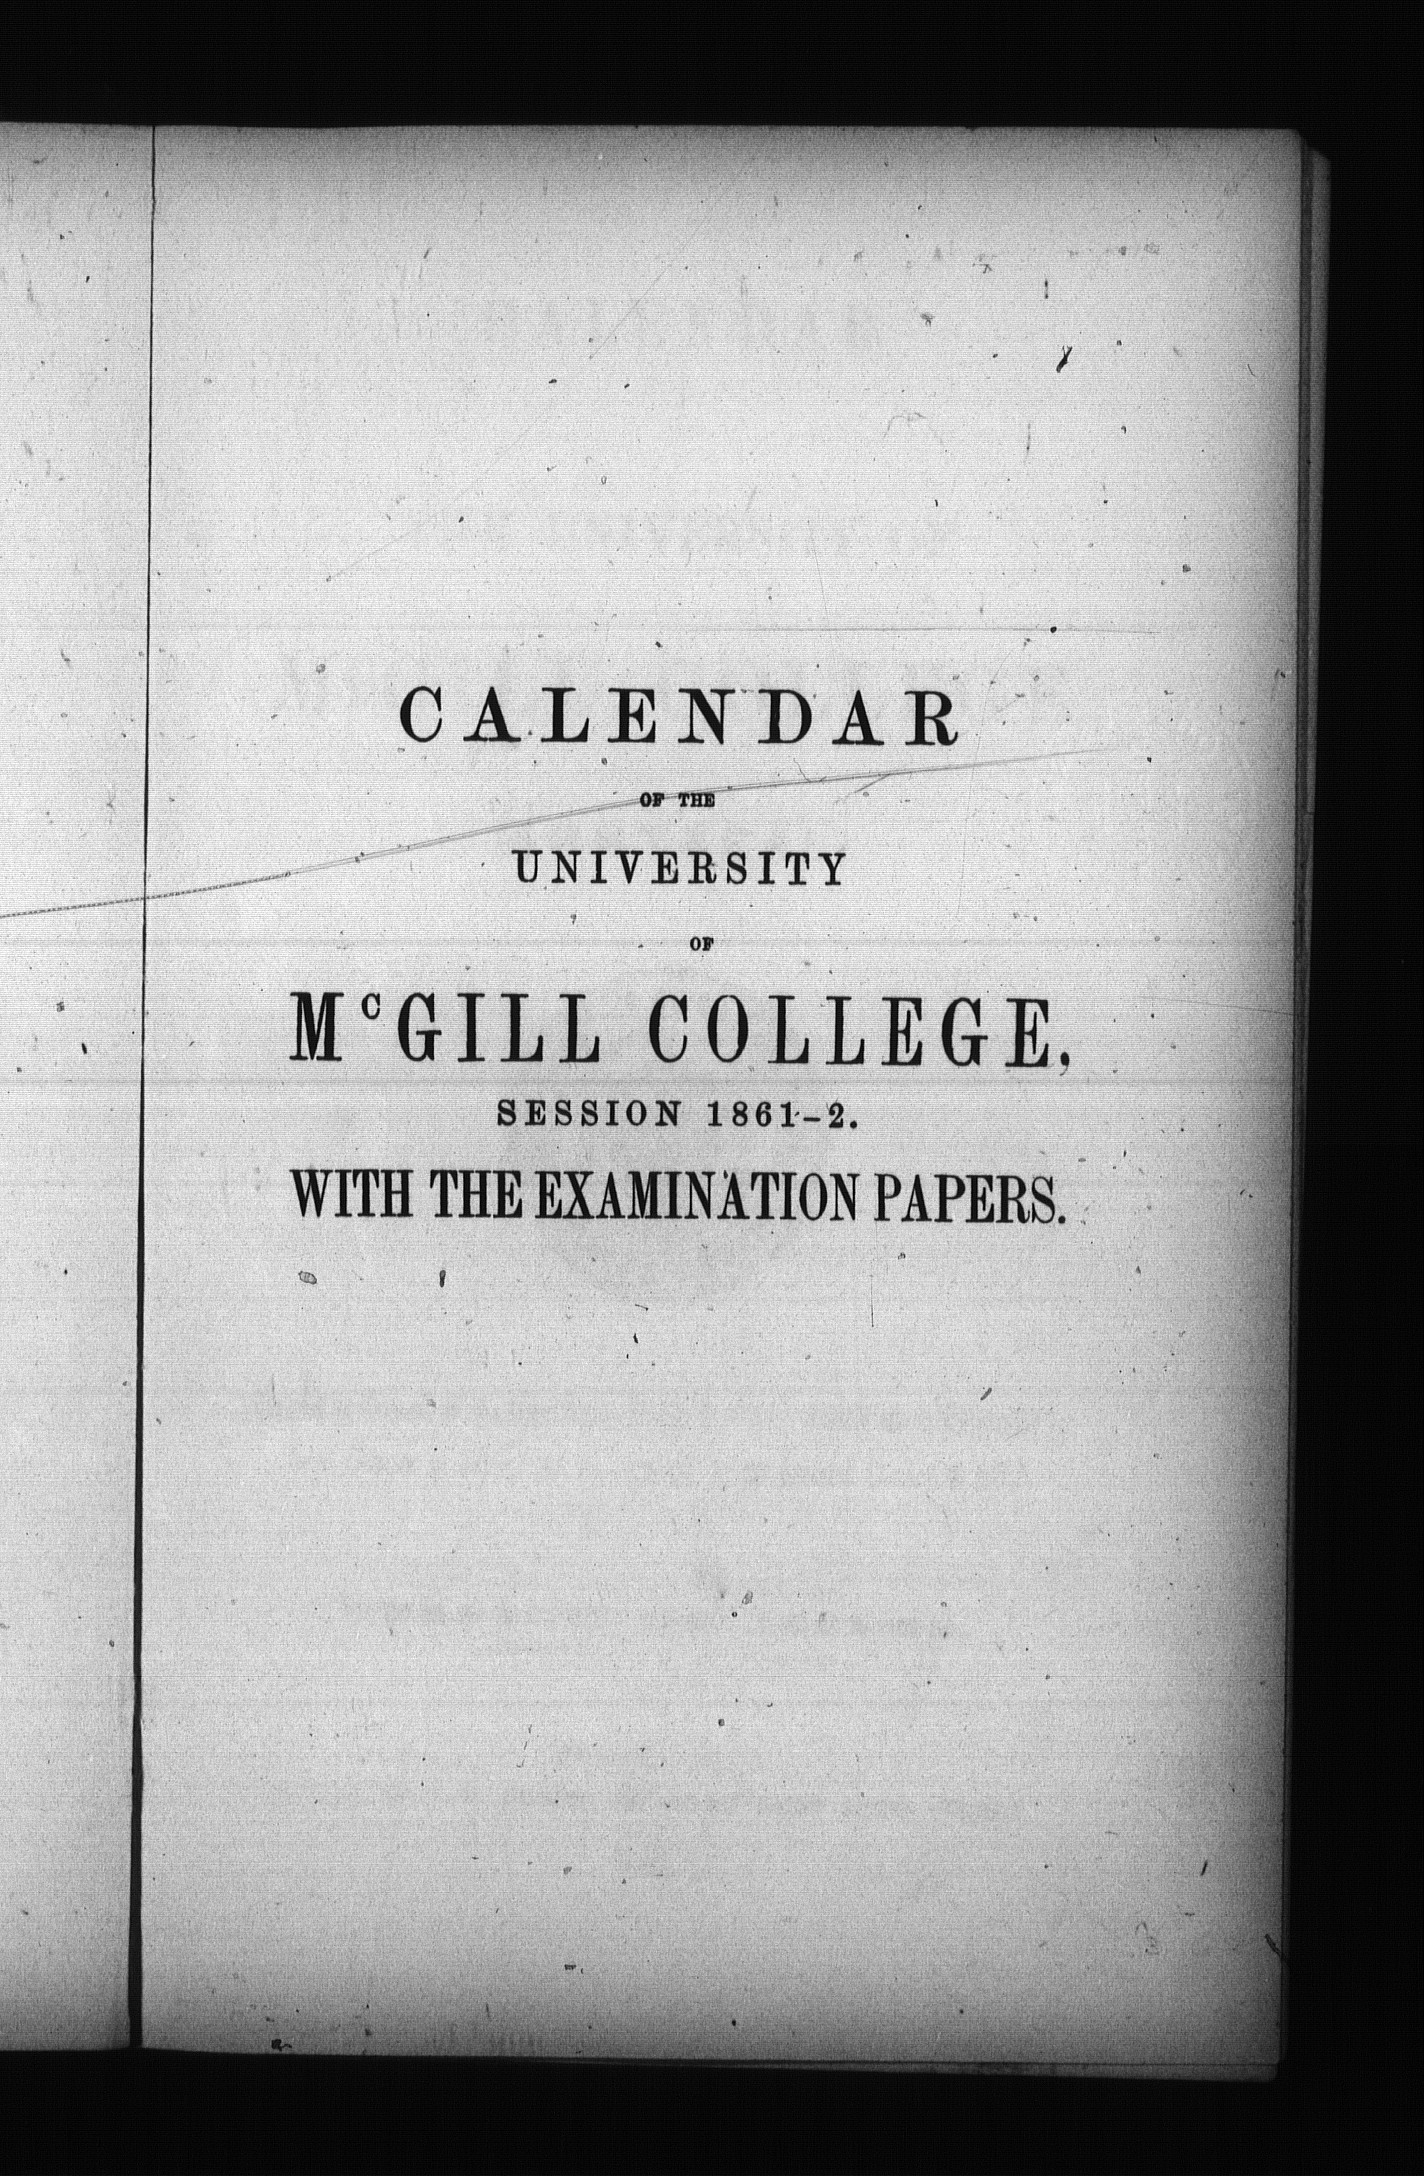 CALENDAR
OF THE
UNIVERSITY
OF
McGILL COLLEGE,
SESSION 1861-2.
WITH THE EXAMINATION PAPERS.